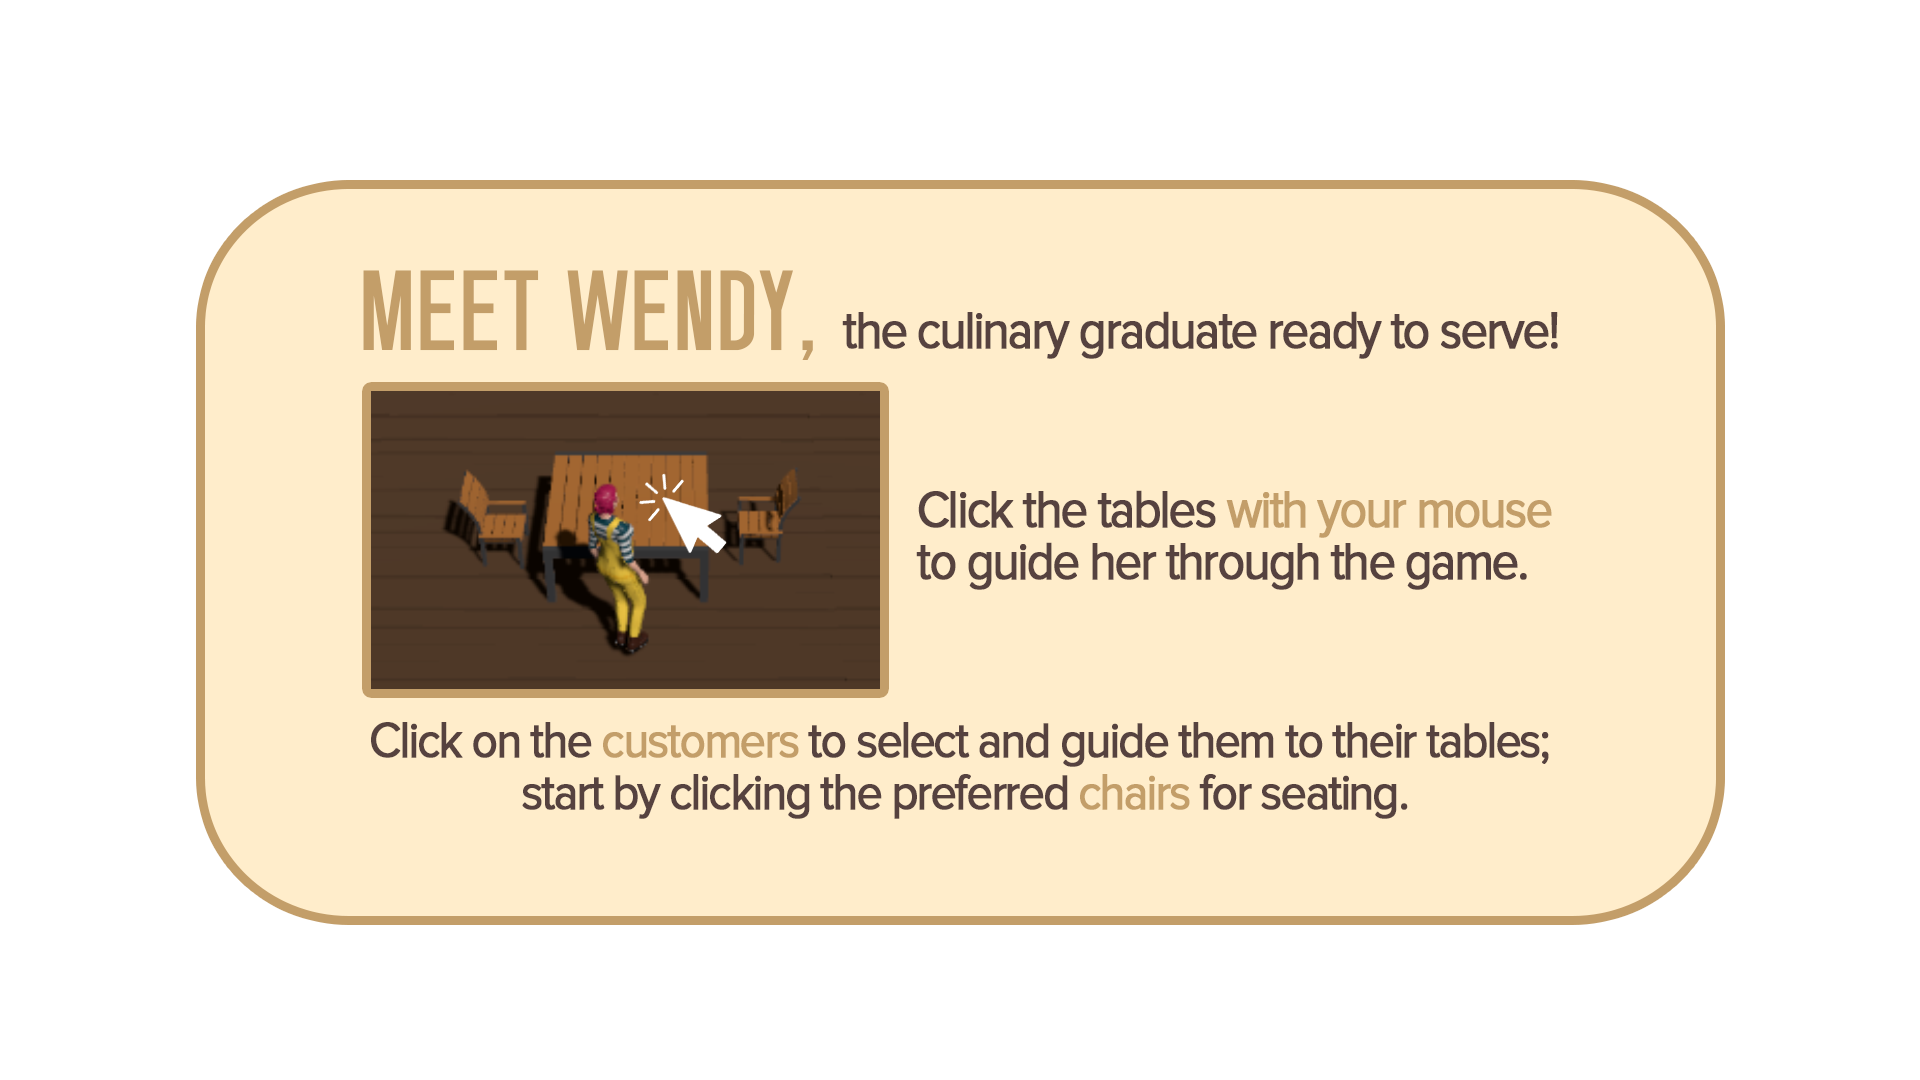 MEET WENDY, the culinary graduate ready to serve!
Click the tables with your mouse
to guide her through the game.
Click on the customers to select and guide them to their tables;
start by clicking the preferred chairs for seating.